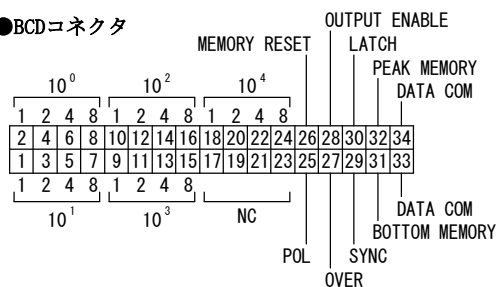 ●BCDコネクタ
OUTPUT ENABLE
MEMORY RESET LATCH
PEAK MEMORY
10⁰ 10² 10⁴ DATA COM
1 2 4 8 1 2 4 8 1 2 4 8
2 4 6 8 10 12 14 16 18 20 22 24 26 28 30 32 34
1 3 5 7 9 11 13 15 17 19 21 23 25 27 29 31 33
1 2 4 8 1 2 4 8
10¹ 10³ NC DATA COM
BOTTOM MEMORY
POL SYNC
OVER